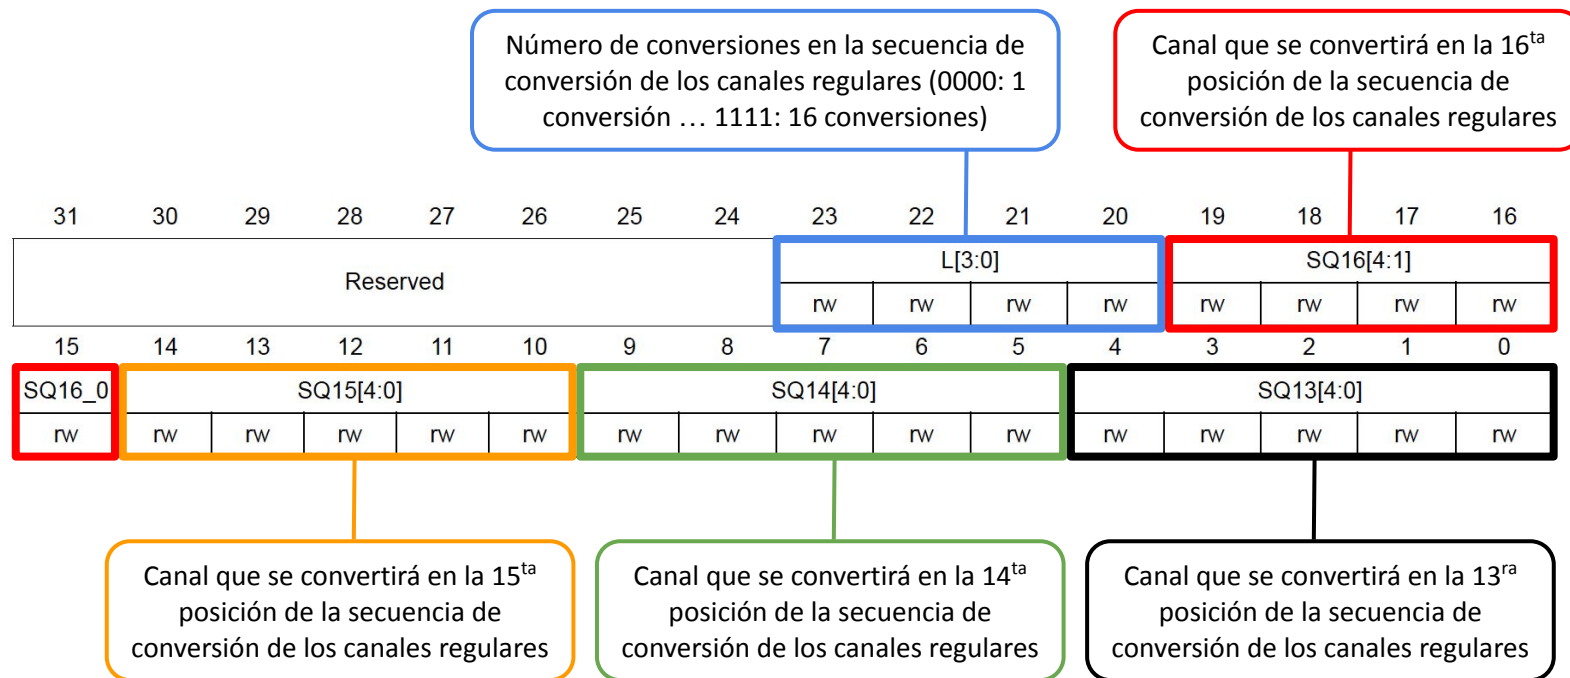 Número de conversiones en la secuencia de
conversión de los canales regulares (0000: 1
conversión … 1111: 16 conversiones)
Canal que se convertirá en la 16ta
posición de la secuencia de
conversión de los canales regulares
31 30 29 28 27 26 25 24 23 22 21 20 19 18 17 16
Reserved L[3:0] SQ16[4:1]
rw rw rw rw rw rw rw rw
15 14 13 12 11 10 9 8 7 6 5 4 3 2 1 0
SQ16_0 SQ15[4:0] SQ14[4:0] SQ13[4:0]
rw rw rw rw rw rw rw rw rw rw rw rw rw rw rw rw
Canal que se convertirá en la 15ta
posición de la secuencia de
conversión de los canales regulares
Canal que se convertirá en la 14ta
posición de la secuencia de
conversión de los canales regulares
Canal que se convertirá en la 13ra
posición de la secuencia de
conversión de los canales regulares